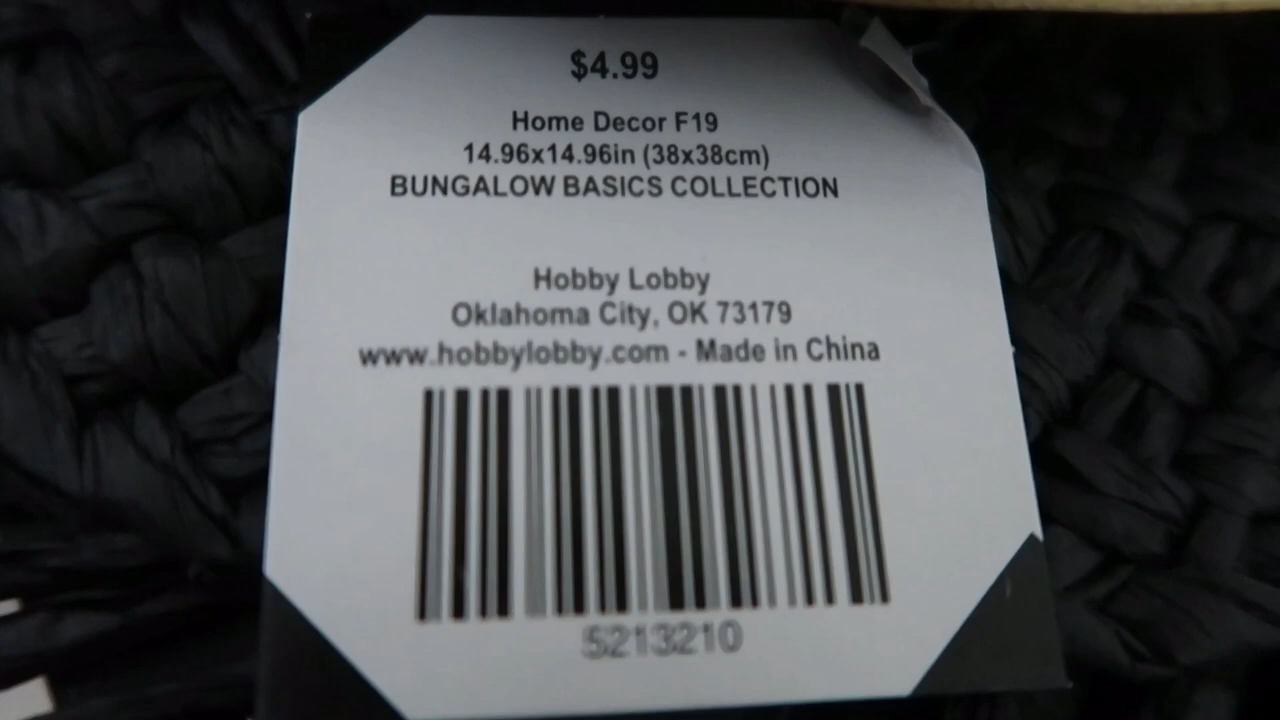 $4.99
Home Decor F19
14.96x14.96in (38x38cm)
BUNGALOW BASICS COLLECTION
Hobby Lobby
Oklahoma City, OK 73179
www.hobbylobby.com - Made in China
5213210